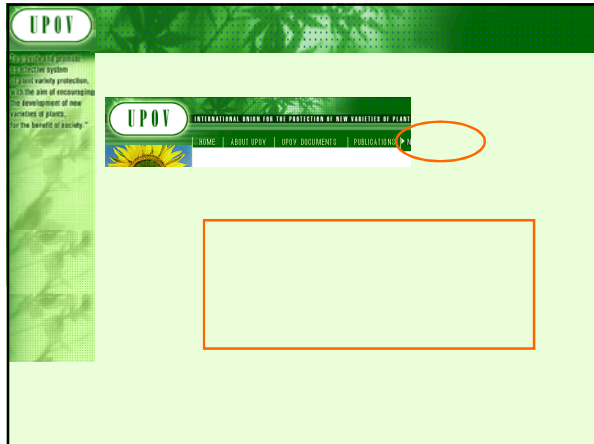 UPOV
"To provide and promote
an effective system
of plant variety protection,
with the aim of encouraging
the development of new
varieties of plants,
for the benefit of society."
UPOV
INTERNATIONAL UNION FOR THE PROTECTION OF NEW VARIETIES OF PLANT
HOME ABOUT UPOV UPOV DOCUMENTS PUBLICATIONS N